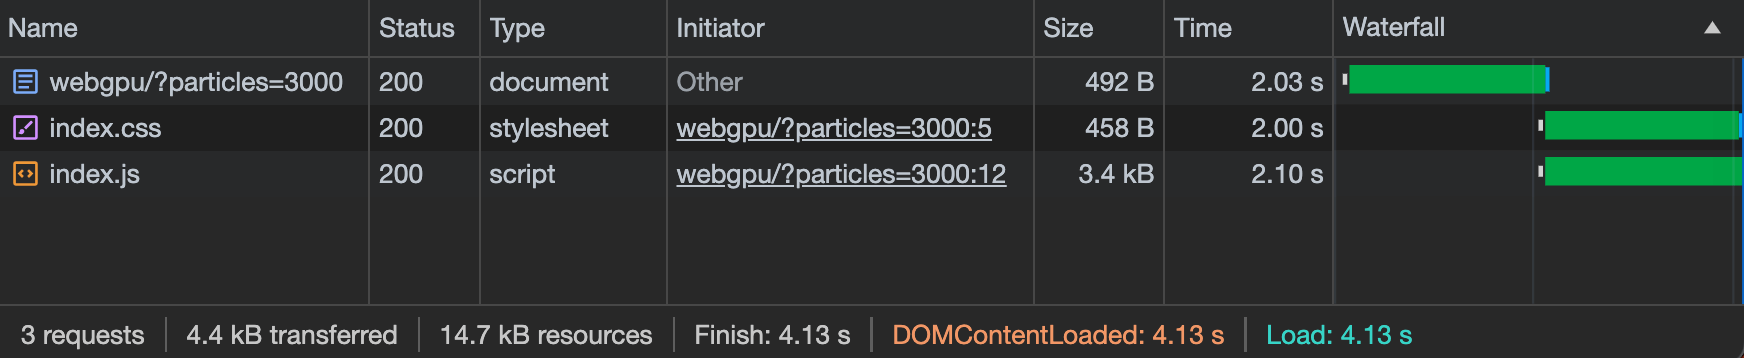 Name Status Type Initiator Size Time Waterfall
webgpu/?particles=3000 200 document Other 492 B 2.03 s
index.css 200 stylesheet webgpu/?particles=3000:5 458 B 2.00 s
index.js 200 script webgpu/?particles=3000:12 3.4 kB 2.10 s
3 requests 4.4 kB transferred 14.7 kB resources Finish: 4.13 s DOMContentLoaded: 4.13 s Load: 4.13 s